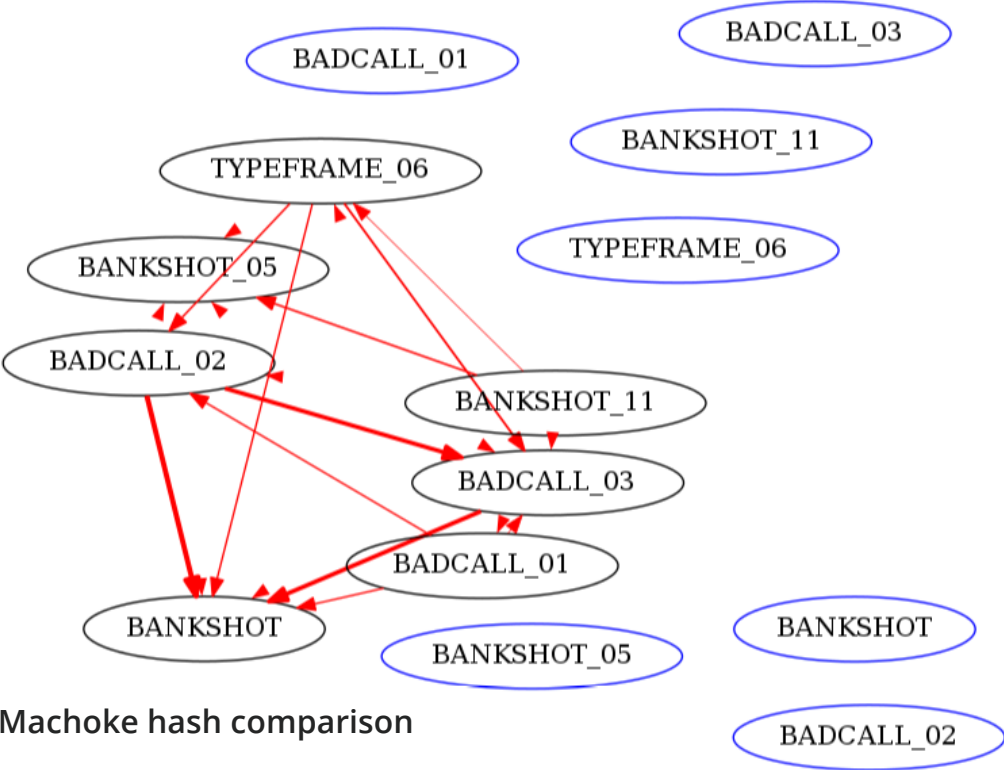 BADCALL_03
BADCALL_01
BANKSHOT_11
TYPEFRAME_06
TYPEFRAME_06
BANKSHOT_05
BADCALL_02
BANKSHOT_11
BADCALL_03
BADCALL_01
BANKSHOT
BANKSHOT
BANKSHOT_05
Machoke hash comparison
BADCALL_02